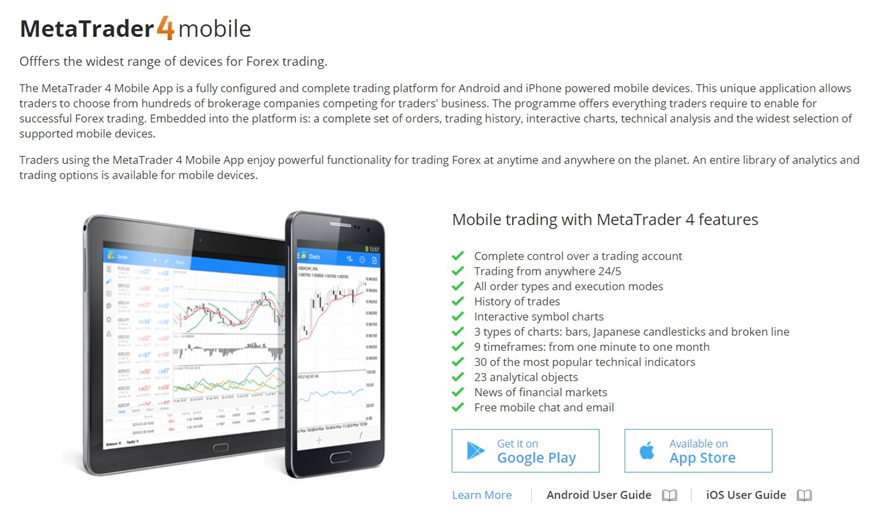 MetaTrader 4 mobile
Offfers the widest range of devices for Forex trading.
The MetaTrader 4 Mobile App is a fully configured and complete trading platform for Android and iPhone powered mobile devices. This unique application allows
traders to choose from hundreds of brokerage companies competing for traders' business. The programme offers everything traders require to enable for
successful Forex trading. Embedded into the platform is: a complete set of orders, trading history, interactive charts, technical analysis and the widest selection of
supported mobile devices.
Traders using the MetaTrader 4 Mobile App enjoy powerful functionality for trading Forex at anytime and anywhere on the planet. An entire library of analytics and
trading options is available for mobile devices.
Charts
Mobile trading with MetaTrader 4 features
Complete control over a trading account
Trading from anywhere 24/5
All order types and execution modes
History of trades
Interactive symbol charts
3 types of charts: bars, Japanese candlesticks and broken line
9 timeframes: from one minute to one month
30 of the most popular technical indicators
23 analytical objects
News of financial markets
Free mobile chat and email
Get it on
Google Play
Available on
App Store
Learn More
Android User Guide
iOS User Guide